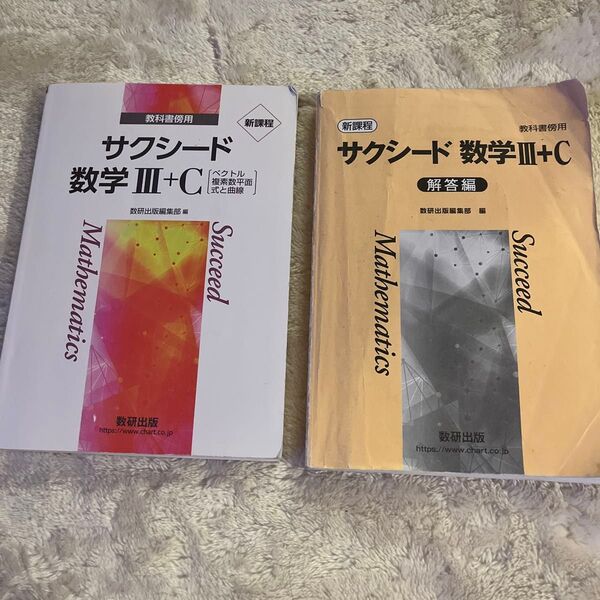 教科書傍用
新課程
サクシード
数学Ⅲ+C
ベクトル
複素数平面
式と曲線
数研出版編集部 編
Succeed
Mathematics
数研出版
https://www.chart.co.jp
新課程
教科書傍用
サクシード 数学Ⅲ+C
解答編
数研出版編集部 編
Succeed
Mathematics
数研出版
https://www.chart.co.jp